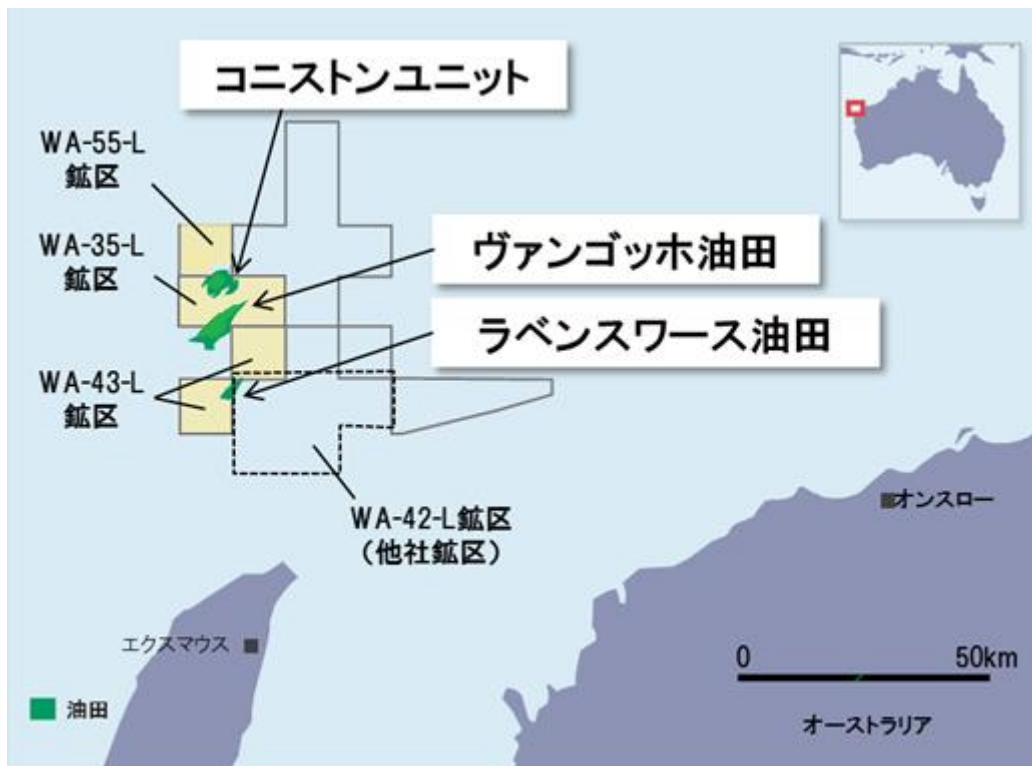 コニストンユニット
WA-55-L
鉱区
WA-35-L
鉱区
ヴァンゴッホ油田
ラベンスワース油田
WA-43-L
鉱区
WA-42-L鉱区
(他社鉱区)
オンスロー
エクスマウス
0 50km
油田
オーストラリア